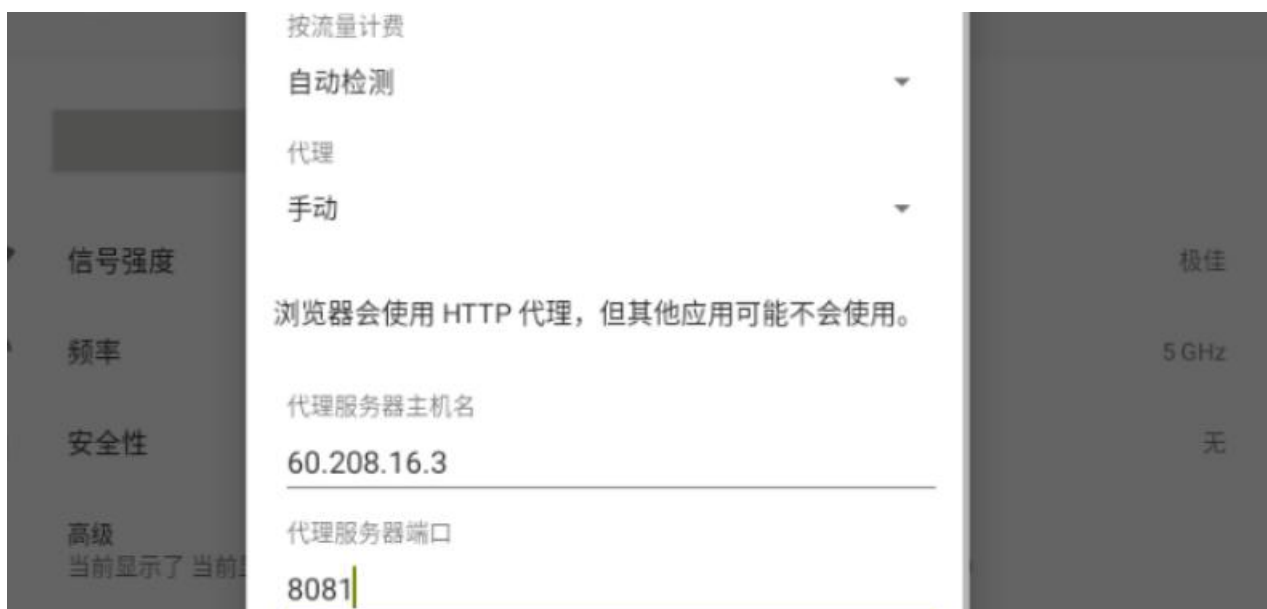 按流量计费
自动检测
代理
手动
信号强度
极佳
浏览器会使用 HTTP 代理，但其他应用可能不会使用。
频率
5 GHz
代理服务器主机名
安全性
无
60.208.16.3
代理服务器端口
高级
当前显示了 当前
8081